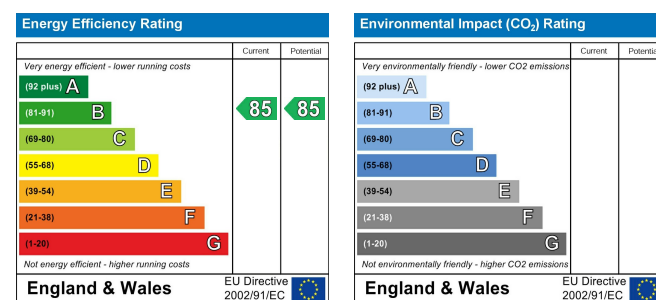 Energy Efficiency Rating
Current Potential
Very energy efficient - lower running costs
(92 plus) A
(81-91) B 85 85
(69-80) C
(55-68) D
(39-54) E
(21-38) F
(1-20) G
Not energy efficient - higher running costs
England & Wales
EU Directive
2002/91/EC
Environmental Impact (CO₂) Rating
Current Potentia
Very environmentally friendly - lower CO2 emissions
(92 plus) A
(81-91) B
(69-80) C
(55-68) D
(39-54) E
(21-38) F
(1-20) G
Not environmentally friendly - higher CO2 emissions
England & Wales
EU Directive
2002/91/EC